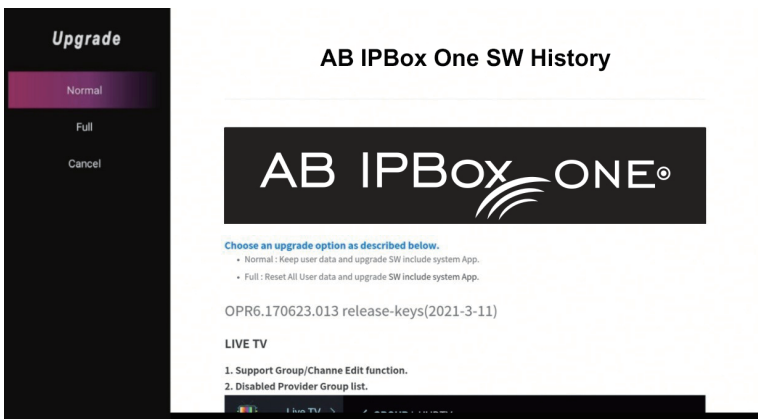 Upgrade
Normal
Full
Cancel
AB IPBox One SW History
AB IPBOX ONE
Choose an upgrade option as described below.
• Normal : Keep user data and upgrade SW include system App.
• Full : Reset All User data and upgrade SW include system App.
OPR6.170623.013 release-keys(2021-3-11)
LIVE TV
1. Support Group/Channe Edit function.
2. Disabled Provider Group list.
Live TV >